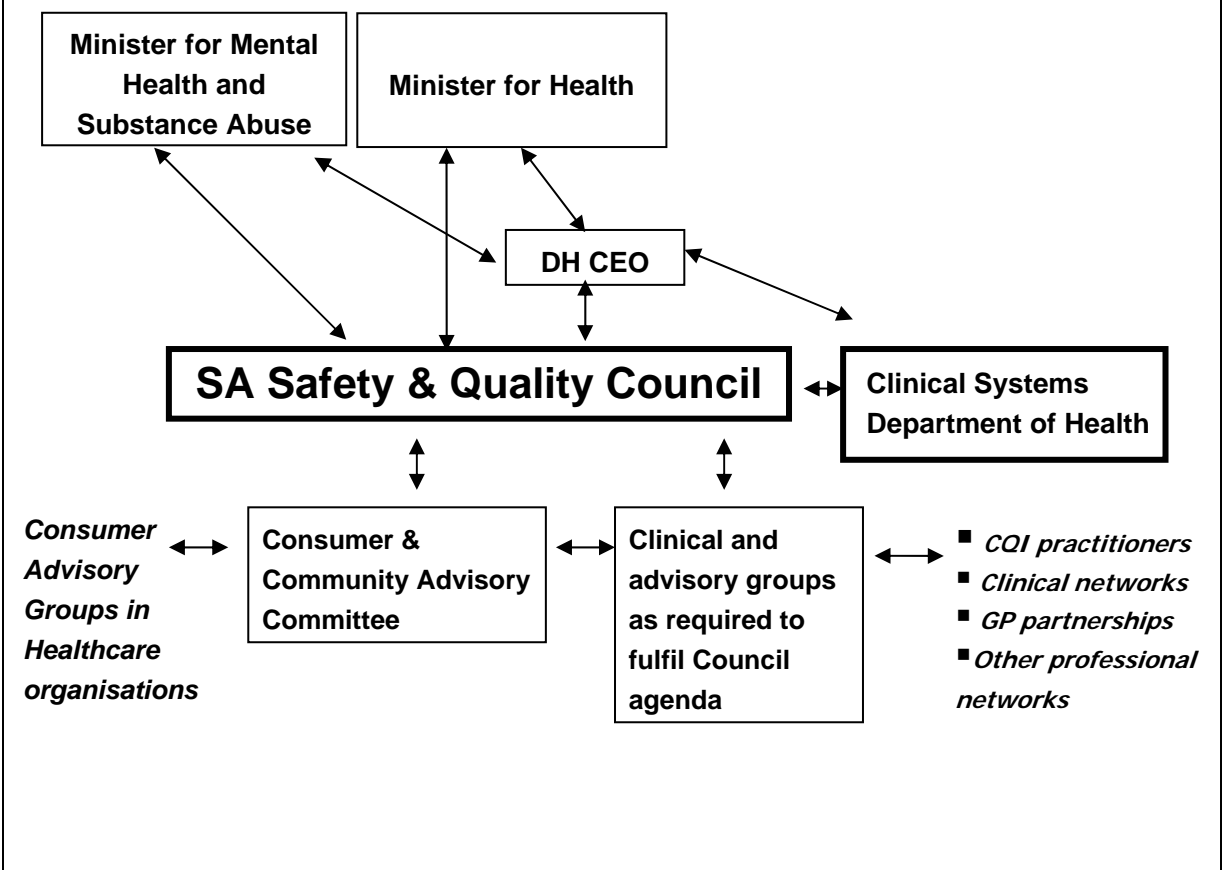 Minister for Mental
Health and
Substance Abuse
Minister for Health
DH CEO
SA Safety & Quality Council
Clinical Systems
Department of Health
Consumer
Advisory
Groups in
Healthcare
organisations
Consumer &
Community Advisory
Committee
Clinical and
advisory groups
as required to
fulfil Council
agenda
▪ CQI practitioners
▪ Clinical networks
▪ GP partnerships
▪ Other professional
networks